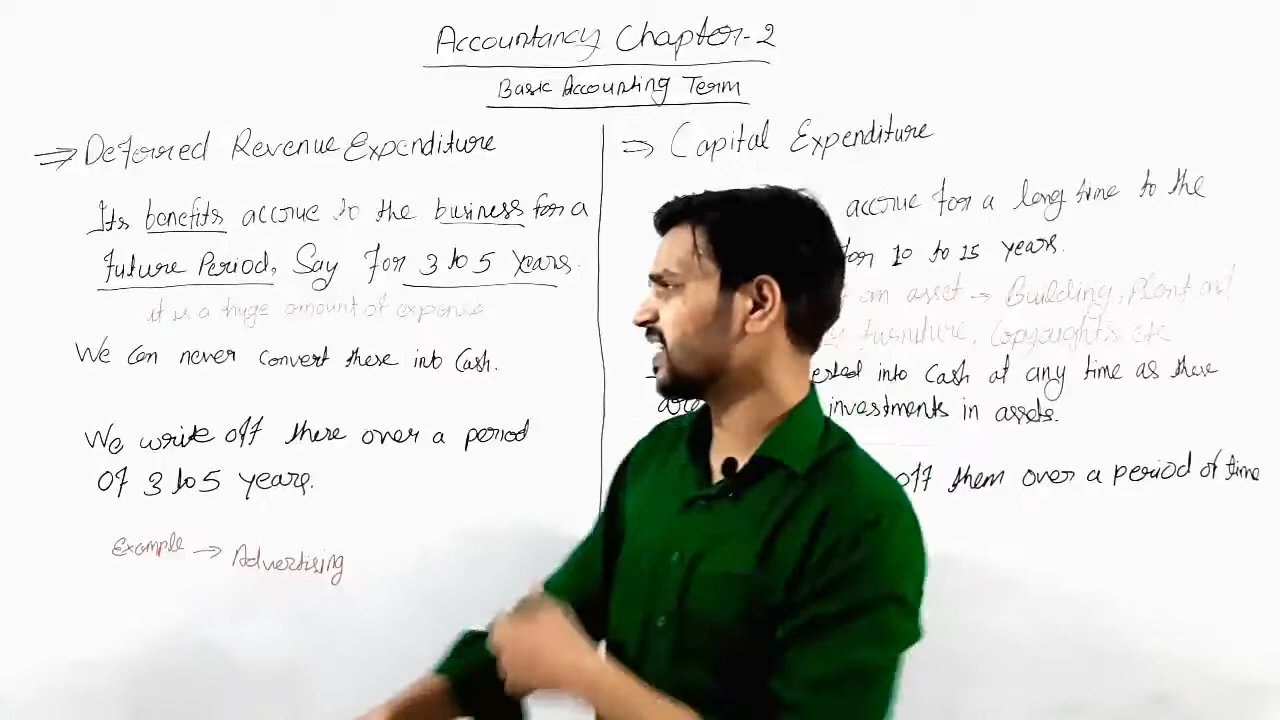 Accountancy Chapter-2
Basic Accounting Term
⇒ Deferred Revenue Expenditure
Its benefits accrue to the business for a
Future Period, Say for 3 to 5 years.
it is a huge amount of expense
We can never convert these into Cash.
We write off these over a period
of 3 to 5 years.
Example → Advertising
⇒ Capital Expenditure
accrue for a long time to the
for 10 to 15 years.
an asset → Building, Plant and
Furniture, Copyrights etc
into cash at any time as these
are investments in assets.
off them over a period of time